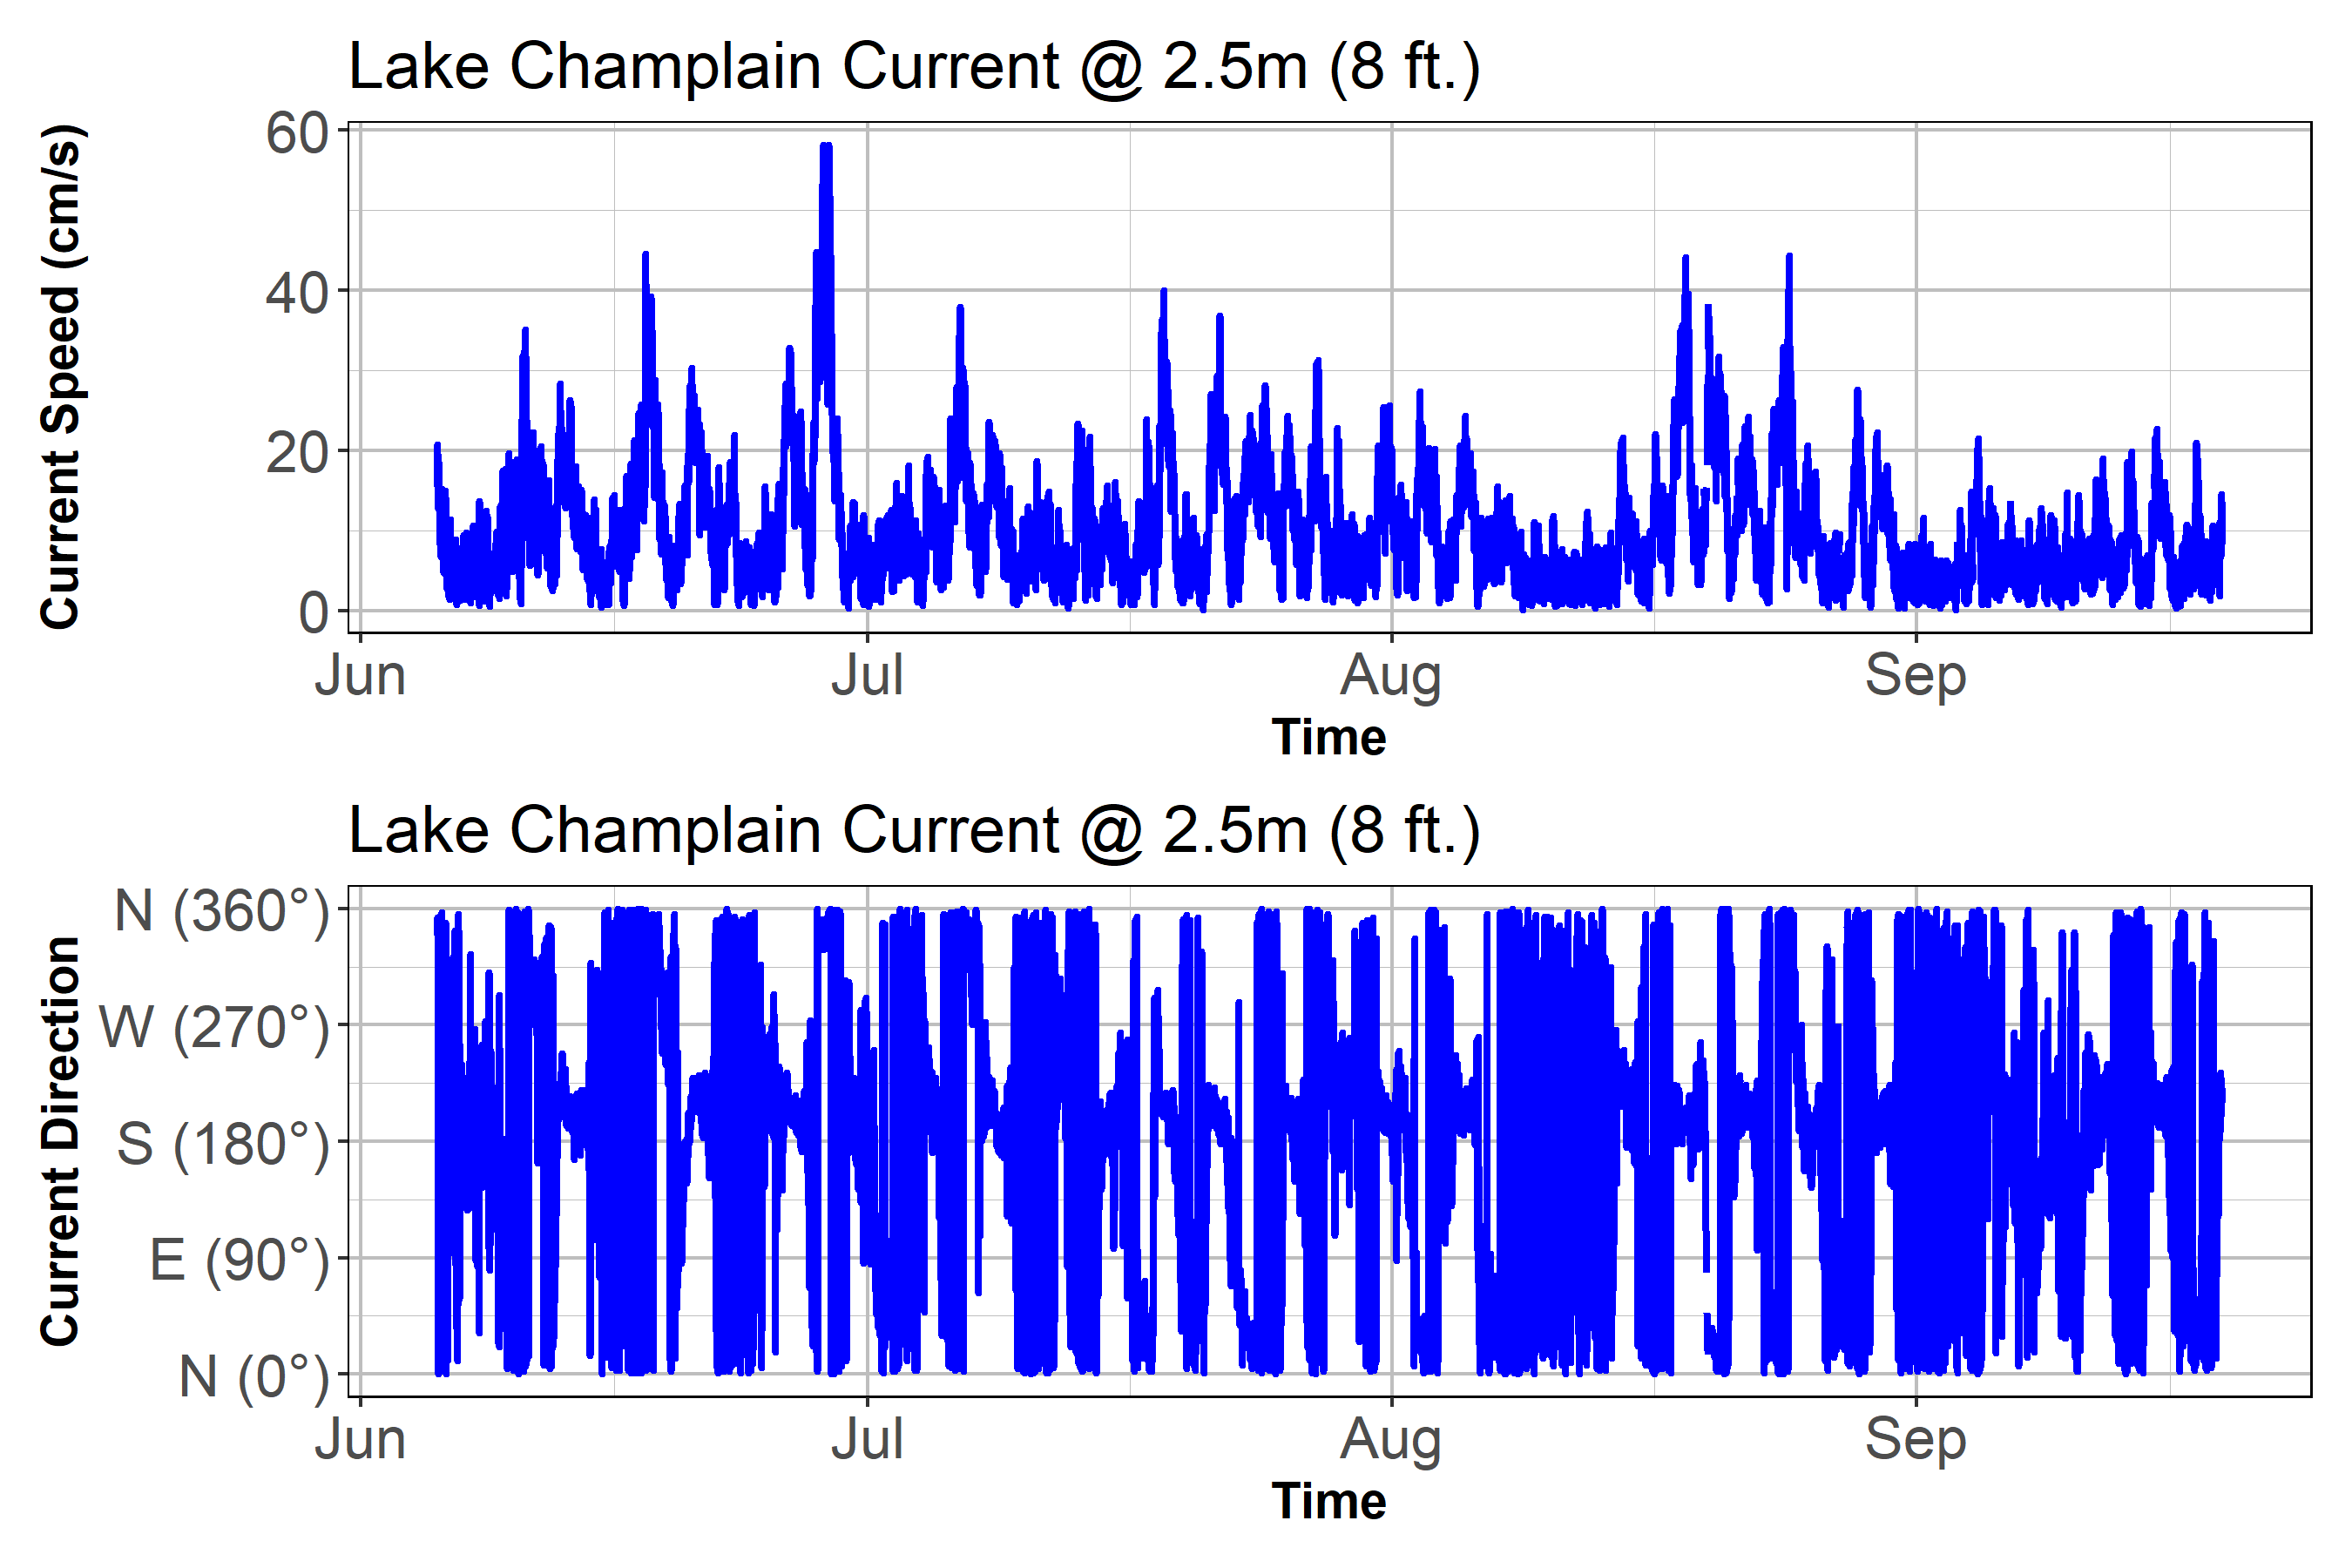 Lake Champlain Current @ 2.5m (8 ft.)
Current Speed (cm/s)
60
40
20
0
Jun Jul Aug Sep
Time
Lake Champlain Current @ 2.5m (8 ft.)
Current Direction
N (360°)
W (270°)
S (180°)
E (90°)
N (0°)
Jun Jul Aug Sep
Time